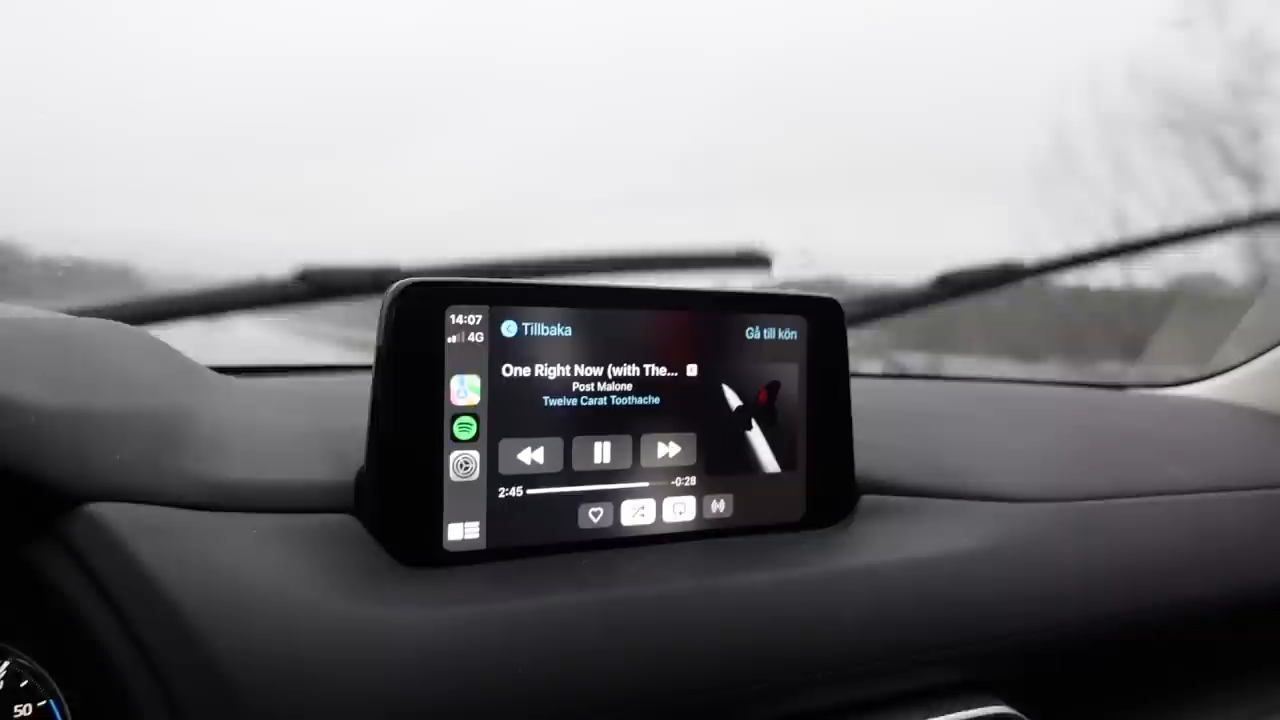 14:07
4G
Tillbaka
Gå till kön
One Right Now (with The...
E
Post Malone
Twelve Carat Toothache
2:45
-0:28
50